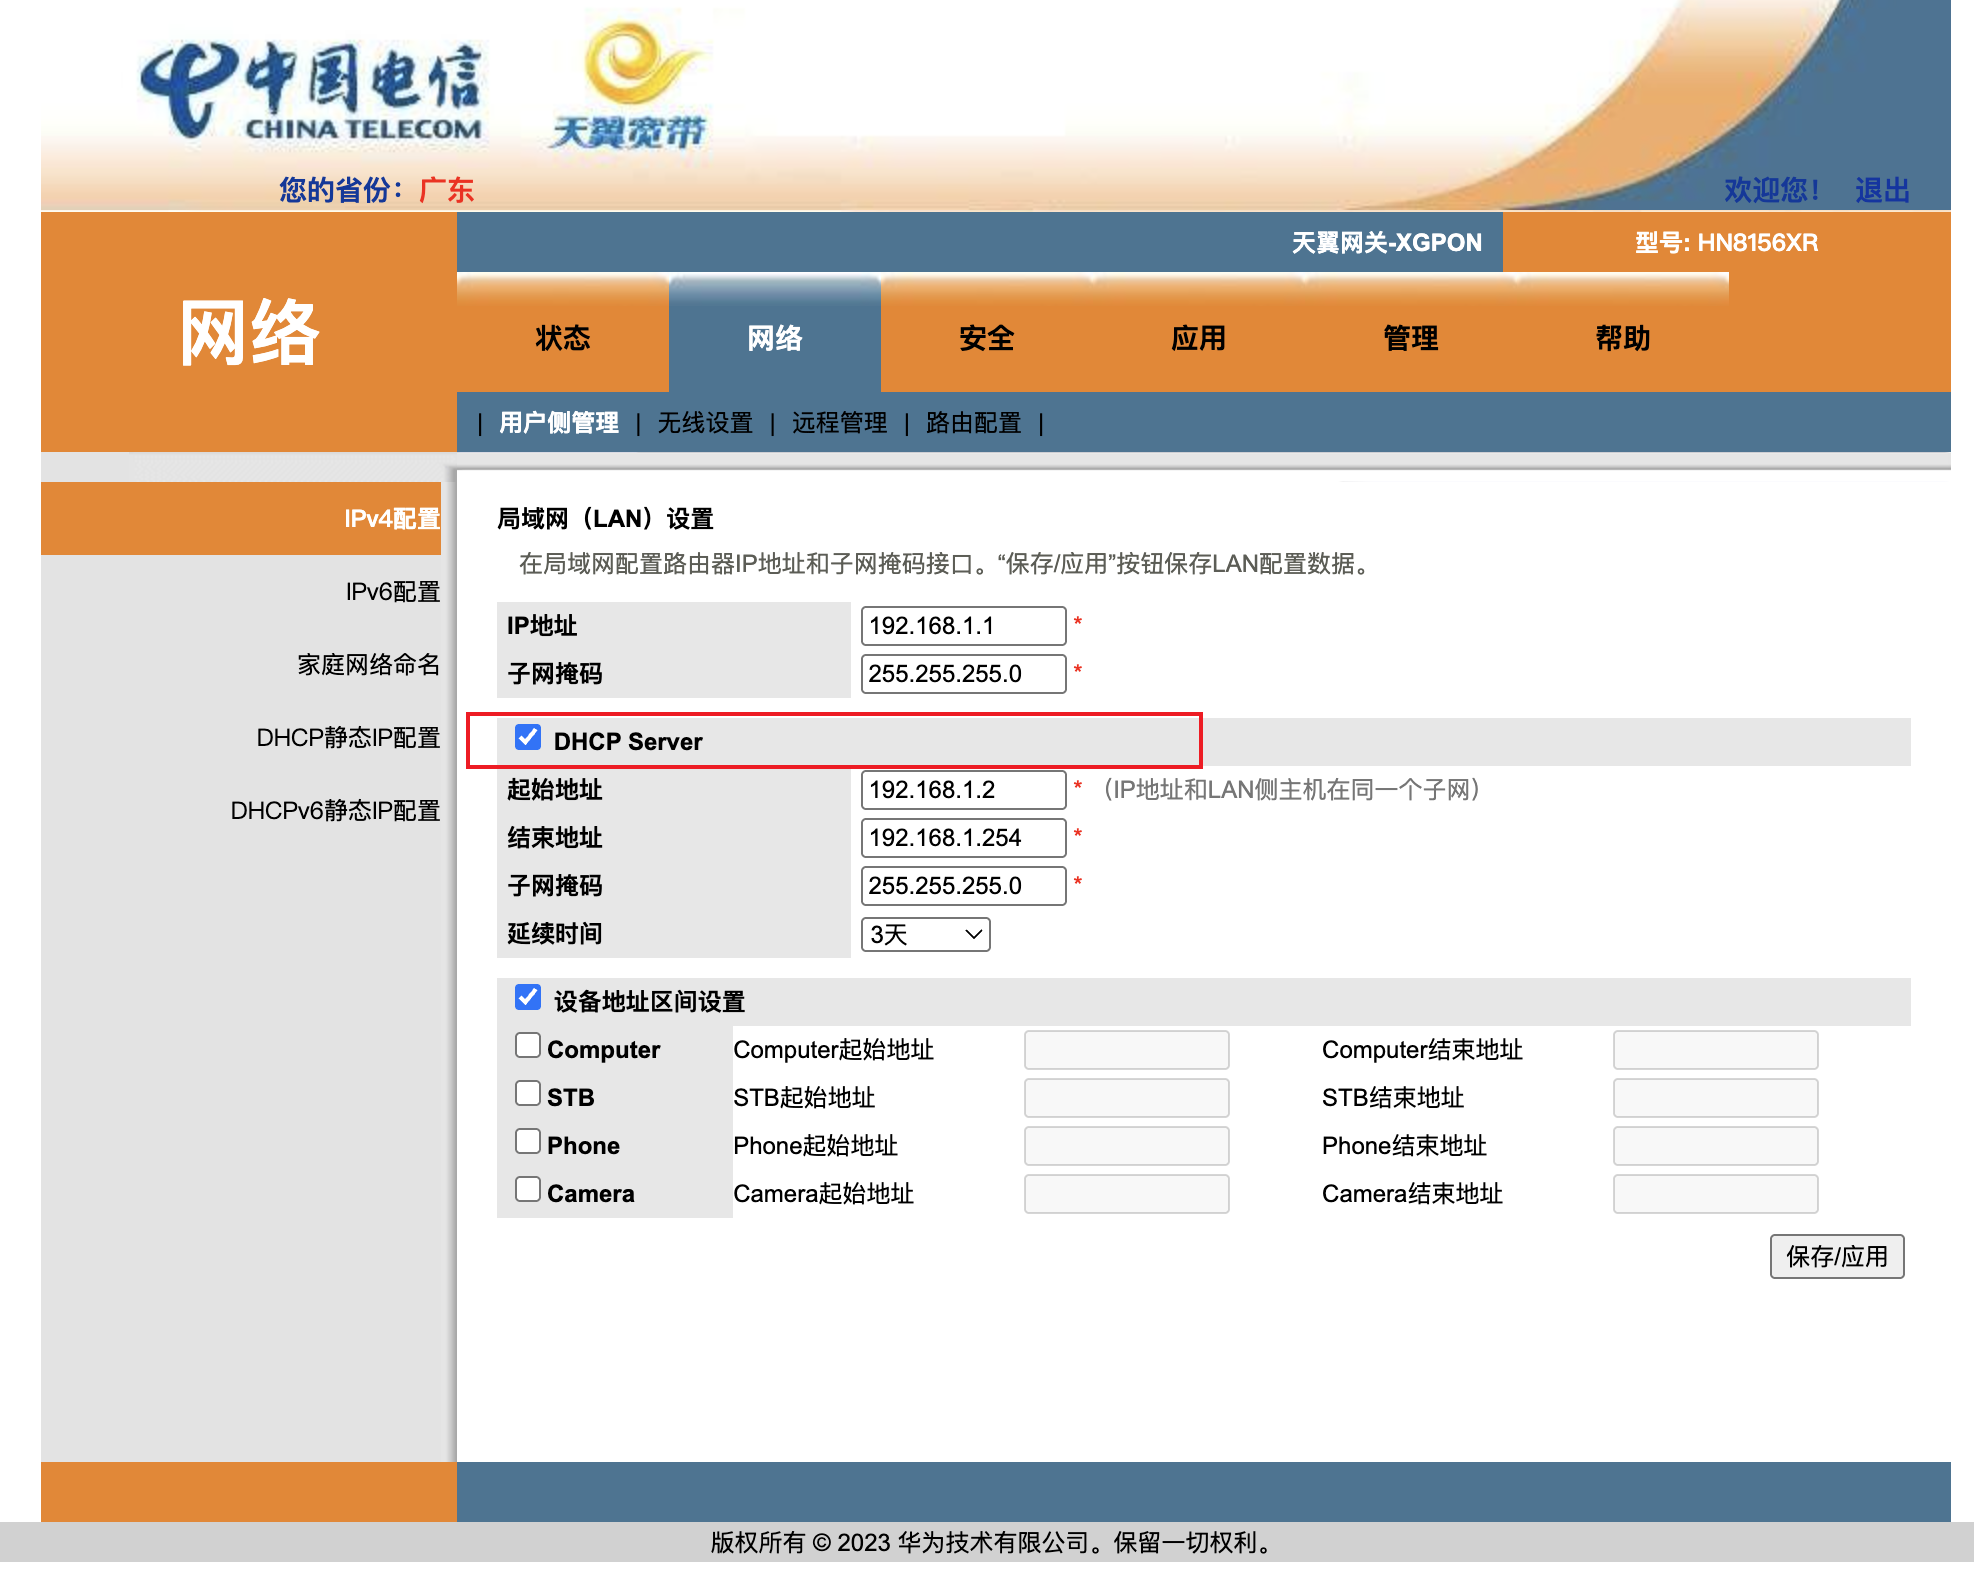 中国电信
CHINA TELECOM
天翼宽带
您的省份：广东
欢迎您！ 退出
天翼网关-XGPON 型号: HN8156XR
网络
状态 网络 安全 应用 管理 帮助
| 用户侧管理 | 无线设置 | 远程管理 | 路由配置 |
IPv4配置
IPv6配置
家庭网络命名
DHCP静态IP配置
DHCPv6静态IP配置
局域网（LAN）设置
在局域网配置路由器IP地址和子网掩码接口。“保存/应用”按钮保存LAN配置数据。
IP地址 192.168.1.1 *
子网掩码 255.255.255.0 *
DHCP Server
起始地址 192.168.1.2 * （IP地址和LAN侧主机在同一个子网）
结束地址 192.168.1.254 *
子网掩码 255.255.255.0 *
延续时间 3天
设备地址区间设置
Computer Computer起始地址 Computer结束地址
STB STB起始地址 STB结束地址
Phone Phone起始地址 Phone结束地址
Camera Camera起始地址 Camera结束地址
保存/应用
版权所有 © 2023 华为技术有限公司。保留一切权利。